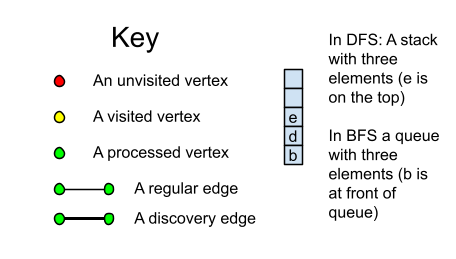 Key
An unvisited vertex
A visited vertex
A processed vertex
A regular edge
A discovery edge
e
d
b
In DFS: A stack
with three
elements (e is
on the top)
In BFS a queue
with three
elements (b is
at front of
queue)